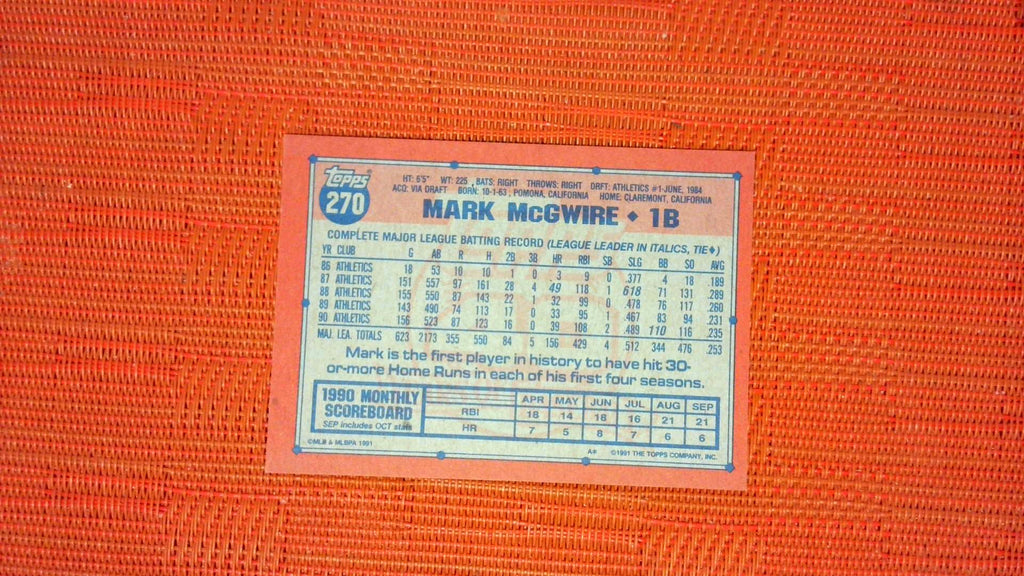 topps
270
HT: 6'5" WT: 225 BATS: RIGHT THROWS: RIGHT DRFT: ATHLETICS #1-JUNE, 1984
ACQ: VIA DRAFT BORN: 10-1-63, POMONA, CALIFORNIA HOME: CLAREMONT, CALIFORNIA
MARK McGWIRE ♦ 1B
COMPLETE MAJOR LEAGUE BATTING RECORD (LEAGUE LEADER IN ITALICS, TIE♦)
YR CLUB G AB R H 2B 3B HR RBI SB SLG BB SO AVG
86 ATHLETICS 18 53 10 10 1 0 3 9 0 .377 4 18 .189
87 ATHLETICS 151 557 97 161 28 4 49 118 1 .618 71 131 .289
88 ATHLETICS 155 550 87 143 22 1 32 99 0 .478 76 117 .260
89 ATHLETICS 143 490 74 113 17 0 33 95 1 .467 83 94 .231
90 ATHLETICS 156 523 87 123 16 0 39 108 2 .489 110 116 .235
MAJ. LEA. TOTALS 623 2173 355 550 84 5 156 429 4 .512 344 476 .253
Mark is the first player in history to have hit 30-
or-more Home Runs in each of his first four seasons.
1990 MONTHLY
SCOREBOARD
SEP includes OCT stats
APR MAY JUN JUL AUG SEP
RBI 18 14 18 16 21 21
HR 7 5 8 7 6 6
©MLB & MLBPA 1991
A* ©1991 THE TOPPS COMPANY, INC.